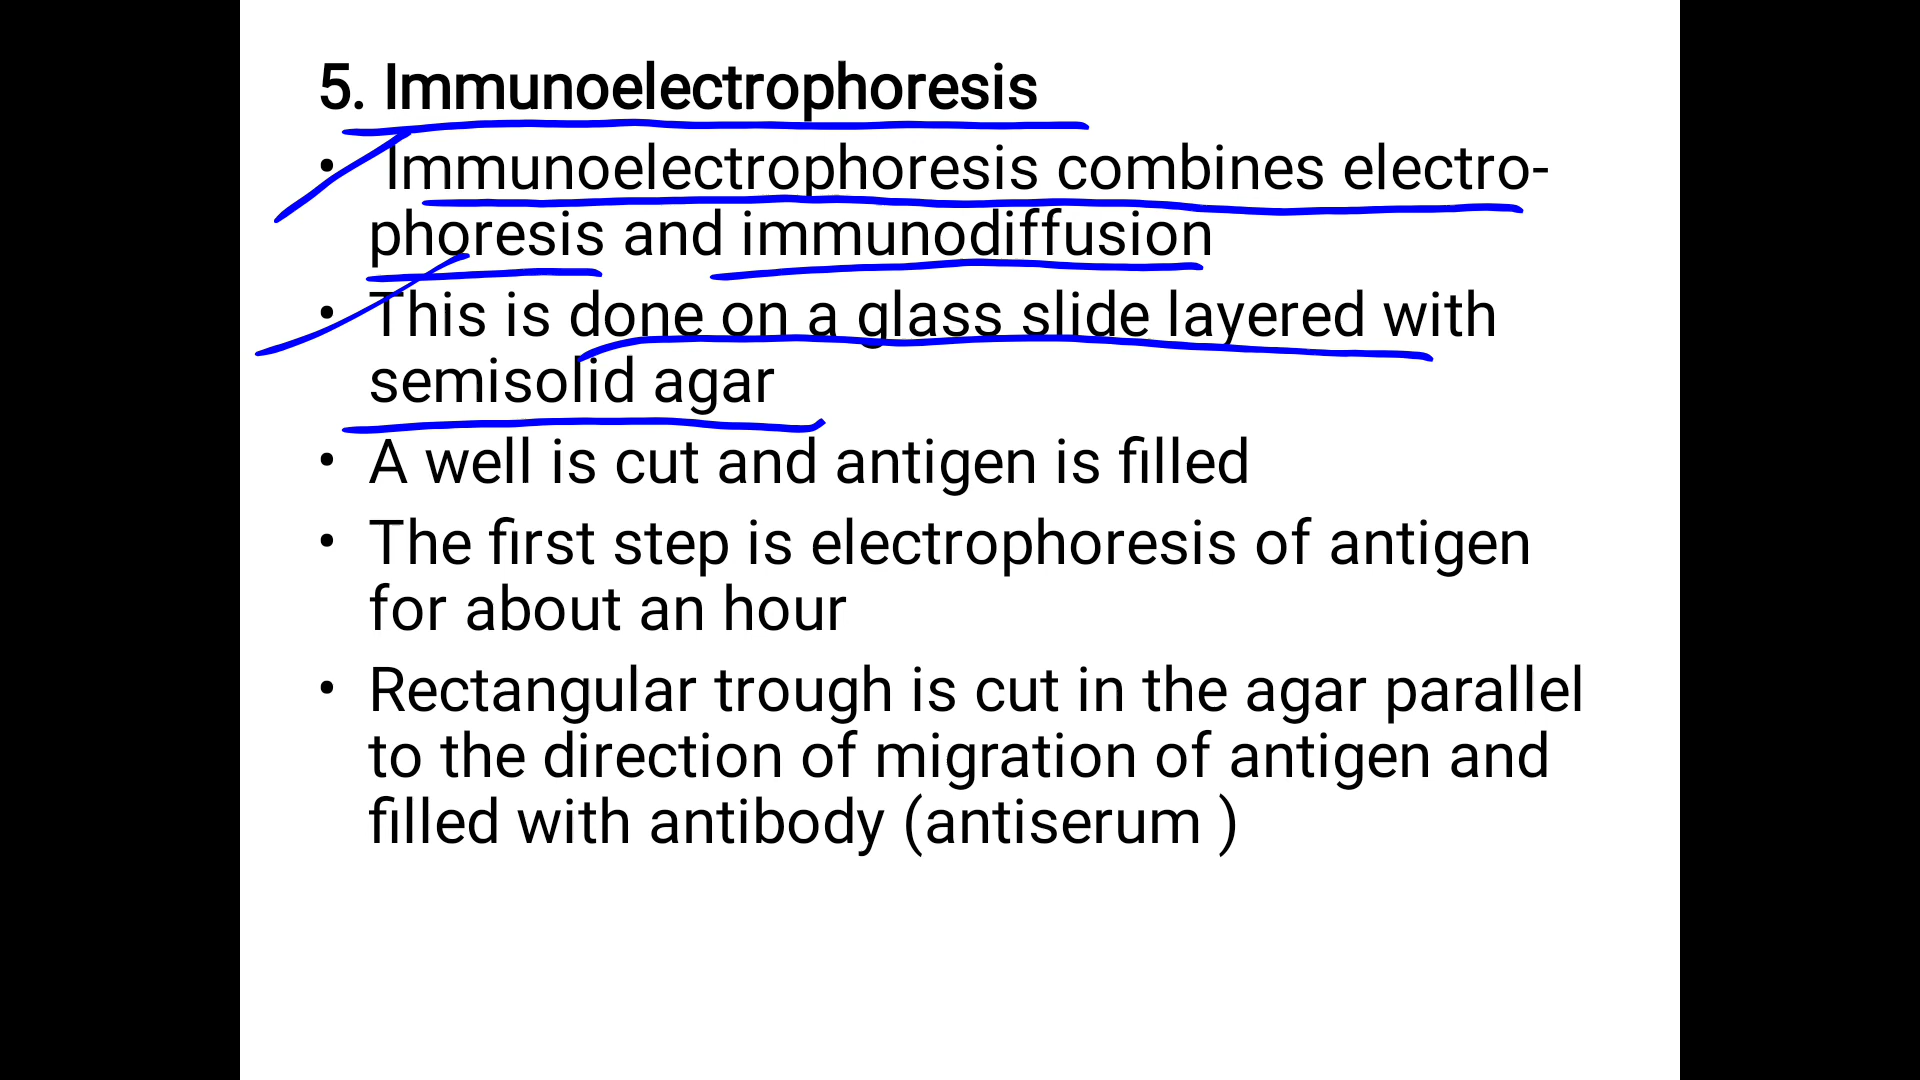 5. Immunoelectrophoresis
• Immunoelectrophoresis combines electro-
phoresis and immunodiffusion
• This is done on a glass slide layered with
semisolid agar
• A well is cut and antigen is filled
• The first step is electrophoresis of antigen
for about an hour
• Rectangular trough is cut in the agar parallel
to the direction of migration of antigen and
filled with antibody (antiserum )